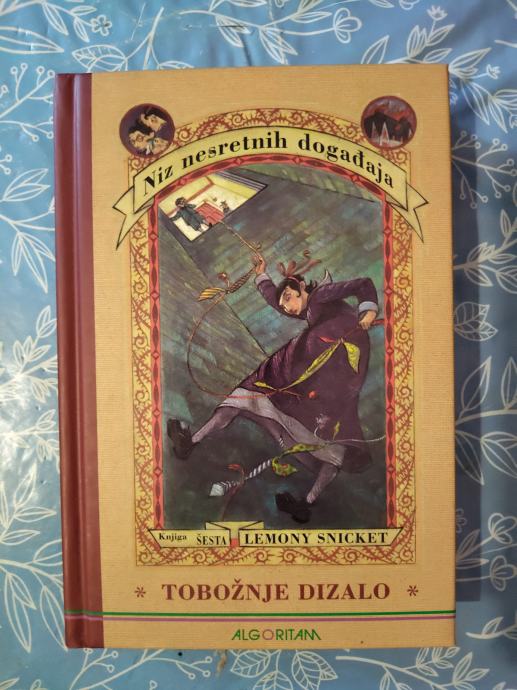 Niz nesretnih događaja
Knjiga ŠESTA LEMONY SNICKET
* TOBOŽNJE DIZALO *
ALGORITAM